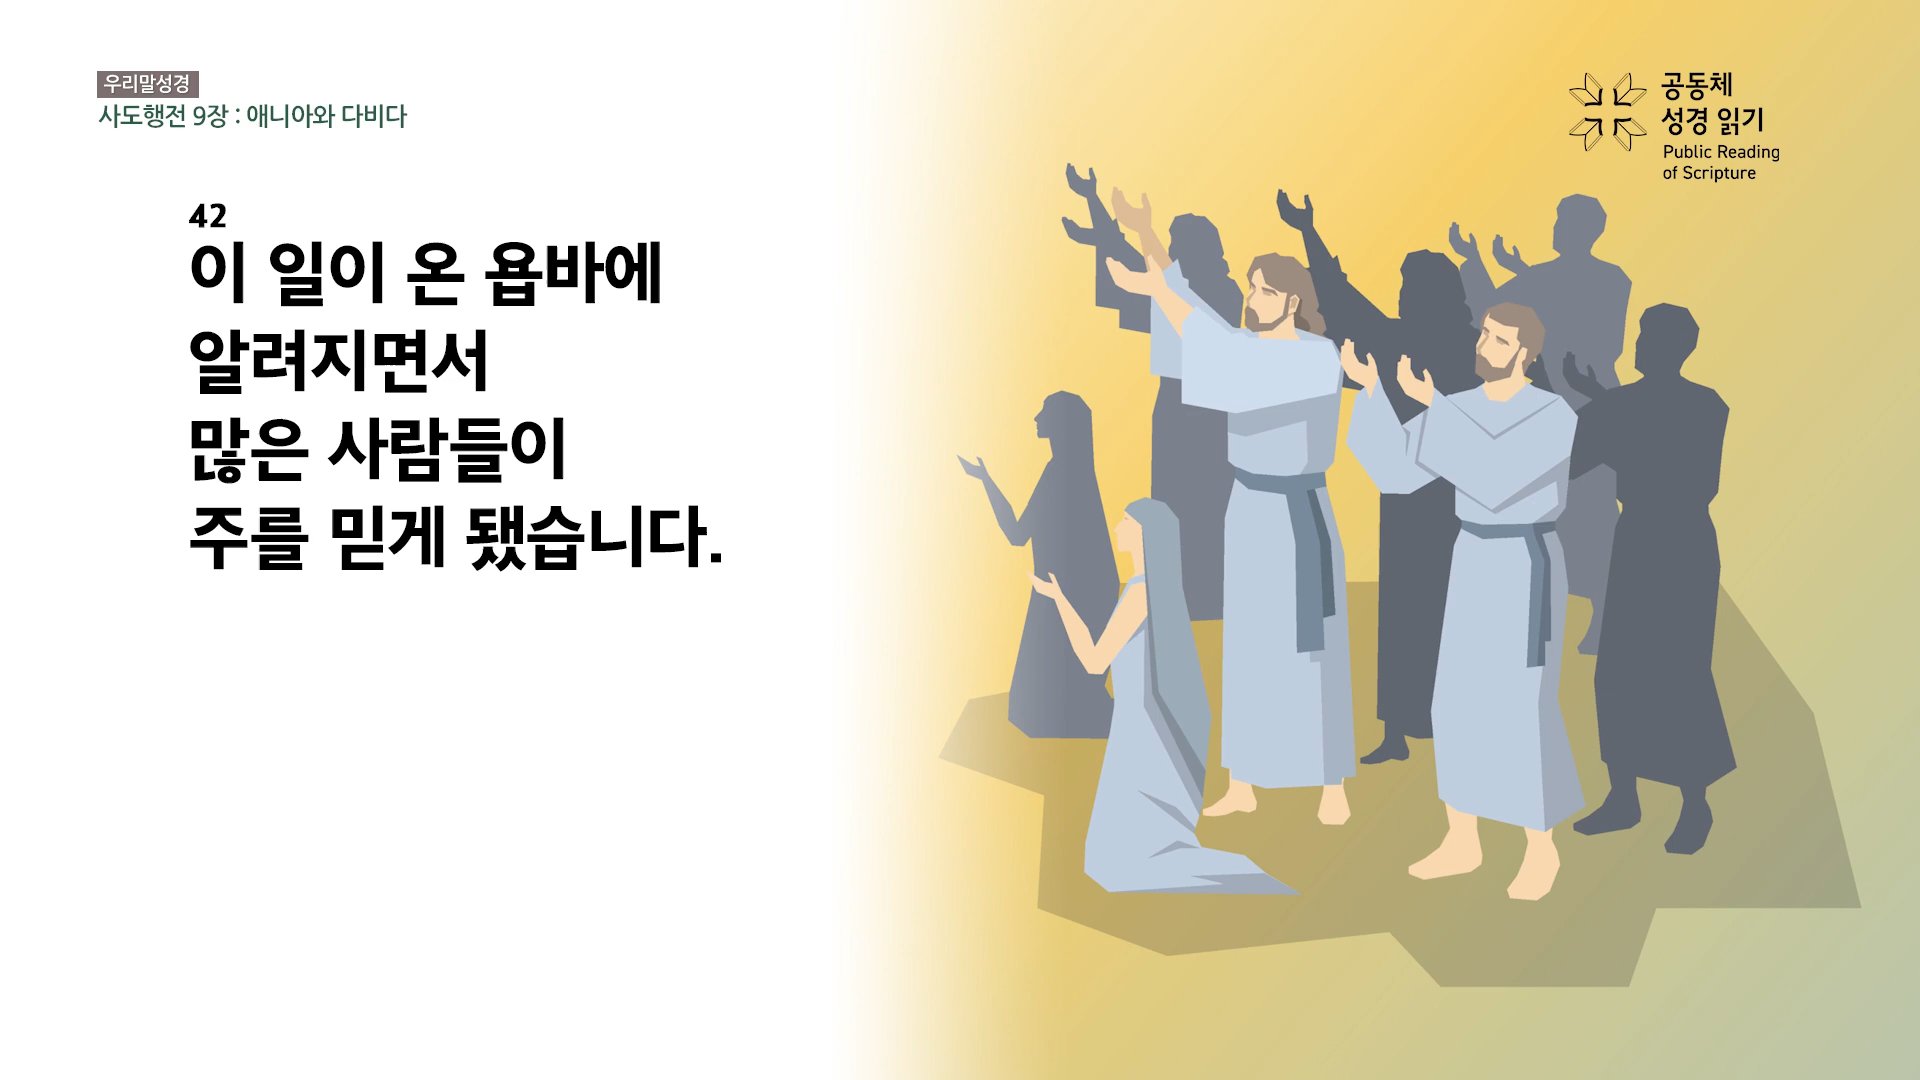 우리말성경
사도행전 9장 : 애니아와 다비다
공동체
성경 읽기
Public Reading
of Scripture
42
이 일이 온 욥바에
알려지면서
많은 사람들이
주를 믿게 됐습니다.